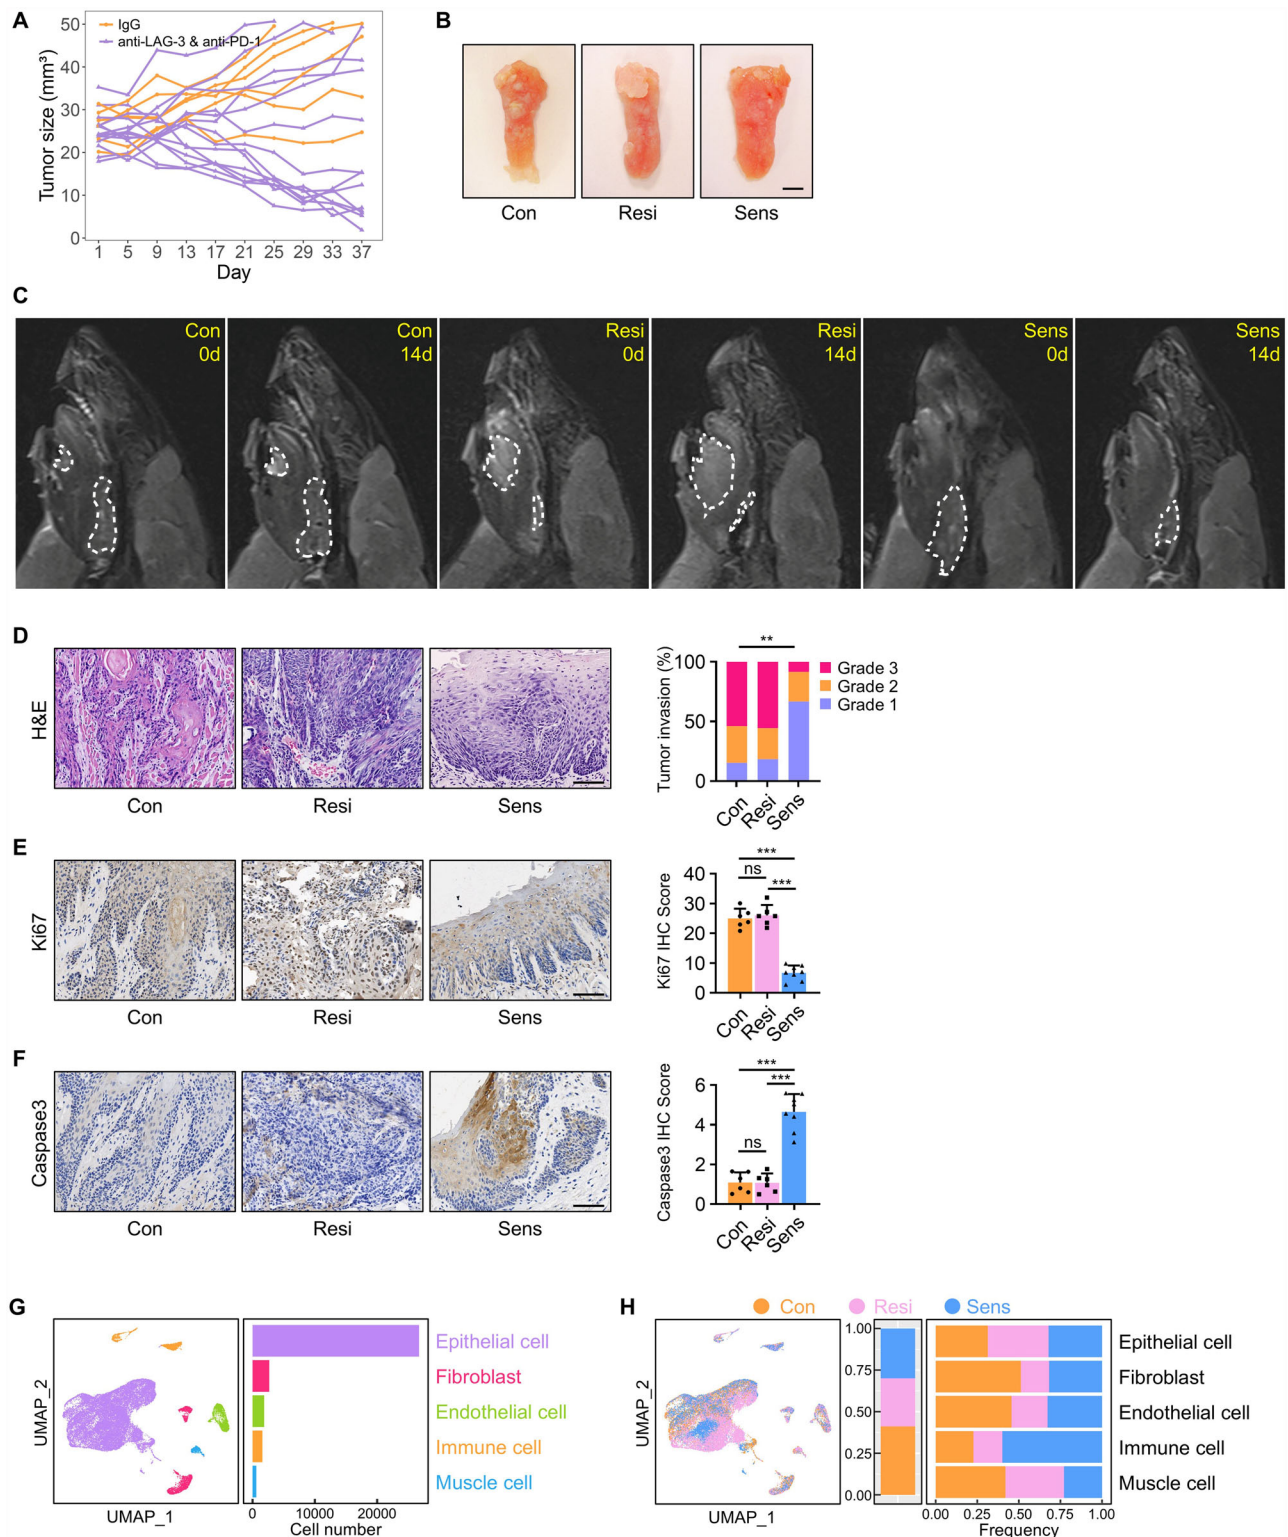 A
IgG
anti-LAG-3 & anti-PD-1
Tumor size (mm³)
50
40
30
20
10
0
1 5 9 13 17 21 25 29 33 37
Day
B
Con Resi Sens
C
Con 0d
Con 14d
Resi 0d
Resi 14d
Sens 0d
Sens 14d
D
H&E
Con Resi Sens
**
Tumor invasion (%)
100
50
0
Con Resi Sens
Grade 3
Grade 2
Grade 1
E
Ki67
Con Resi Sens
***
ns
***
Ki67 IHC Score
40
30
20
10
0
Con Resi Sens
F
Caspase3
Con Resi Sens
***
***
ns
Caspase3 IHC Score
6
4
2
0
Con Resi Sens
G
UMAP_2
UMAP_1
Epithelial cell
Fibroblast
Endothelial cell
Immune cell
Muscle cell
0 10000 20000
Cell number
H
Con Resi Sens
UMAP_2
UMAP_1
1.00
0.75
0.50
0.25
0.00
Epithelial cell
Fibroblast
Endothelial cell
Immune cell
Muscle cell
0.00 0.25 0.50 0.75 1.00
Frequency